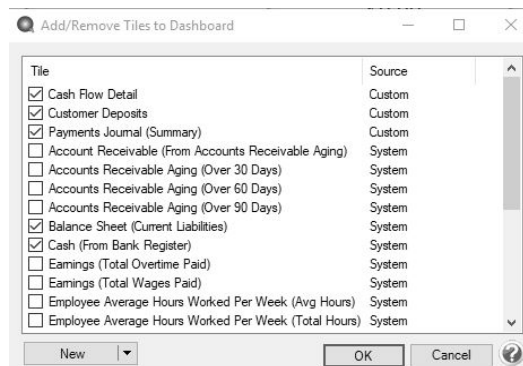 Add/Remove Tiles to Dashboard
Tile Source
Cash Flow Detail Custom
Customer Deposits Custom
Payments Journal (Summary) Custom
Account Receivable (From Accounts Receivable Aging) System
Accounts Receivable Aging (Over 30 Days) System
Accounts Receivable Aging (Over 60 Days) System
Accounts Receivable Aging (Over 90 Days) System
Balance Sheet (Current Liabilities) System
Cash (From Bank Register) System
Earnings (Total Overtime Paid) System
Earnings (Total Wages Paid) System
Employee Average Hours Worked Per Week (Avg Hours) System
Employee Average Hours Worked Per Week (Total Hours) System
New OK Cancel ?